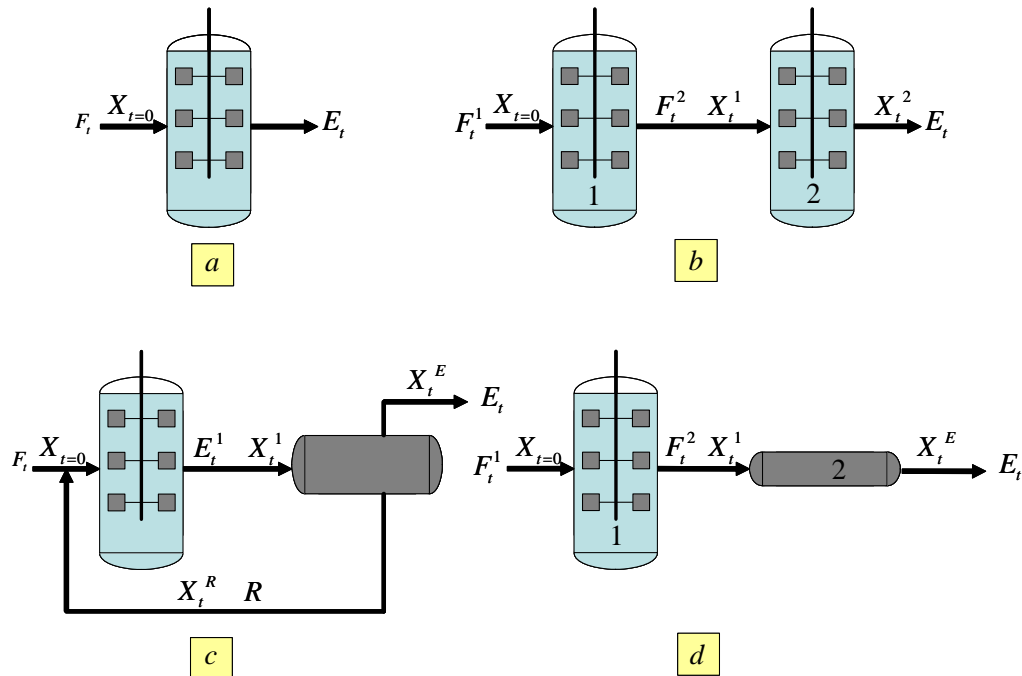 F_t X_{t=0} E_t
a
F_t^1 X_{t=0} 1 F_t^2 X_t^1 2 X_t^2 E_t
b
F_t X_{t=0} E_t^1 X_t^1 X_t^E E_t
X_t^R R
c
F_t^1 X_{t=0} 1 F_t^2 X_t^1 2 X_t^E E_t
d